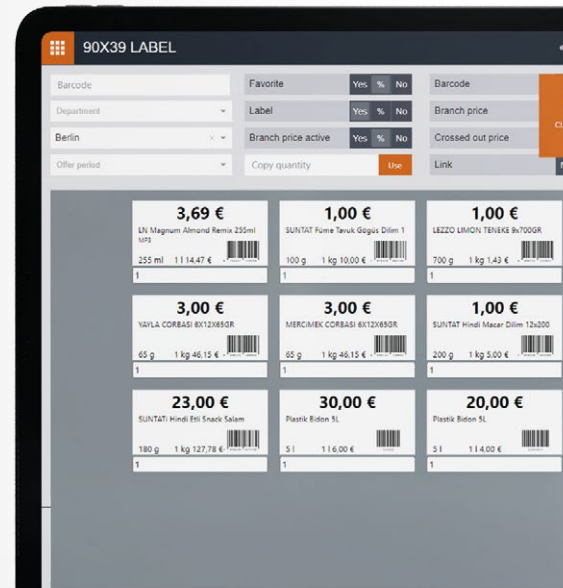 90X39 LABEL
Barcode Favorite Yes % No Barcode
Department Label Yes % No Branch price
Berlin Branch price active Yes % No Crossed out price
Offer period Copy quantity Use Link
3,69 € 1,00 € 1,00 €
LN Magnum Almond Remix 255ml SUNTAT Füme Tavuk Gögüs Dilim 1 LEZZO LIMON TENEKE 9x700GR
MP3
255 ml 1 l 14,47 € 100 g 1 kg 10,00 € 700 g 1 kg 1,43 €
1 1 1
3,00 € 3,00 € 1,00 €
YAYLA CORBASI 6X12X65GR MERCIMEK CORBASI 6X12X65GR SUNTAT Hindi Macar Dilim 12x200
65 g 1 kg 46,15 € 65 g 1 kg 46,15 € 200 g 1 kg 5,00 €
1 1 1
23,00 € 30,00 € 20,00 €
SUNTATi Hindi Etli Snack Salam Plastik Bidon 5L Plastik Bidon 5L
180 g 1 kg 127,78 € 5 l 1 l 6,00 € 5 l 1 l 4,00 €
1 1 1